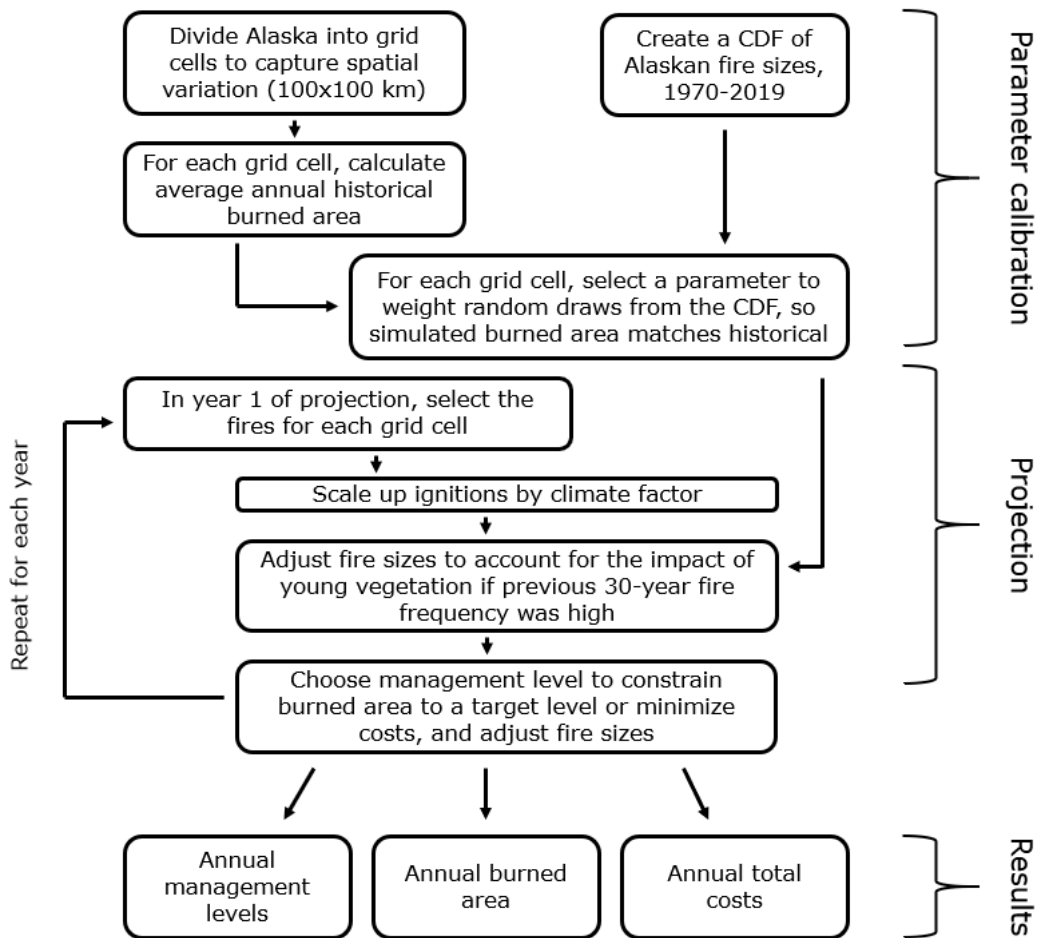 Divide Alaska into grid
cells to capture spatial
variation (100x100 km)
Create a CDF of
Alaskan fire sizes,
1970-2019
For each grid cell, calculate
average annual historical
burned area
For each grid cell, select a parameter to
weight random draws from the CDF, so
simulated burned area matches historical
Parameter calibration
In year 1 of projection, select the
fires for each grid cell
Scale up ignitions by climate factor
Adjust fire sizes to account for the impact of
young vegetation if previous 30-year fire
frequency was high
Choose management level to constrain
burned area to a target level or minimize
costs, and adjust fire sizes
Repeat for each year
Projection
Annual
management
levels
Annual burned
area
Annual total
costs
Results